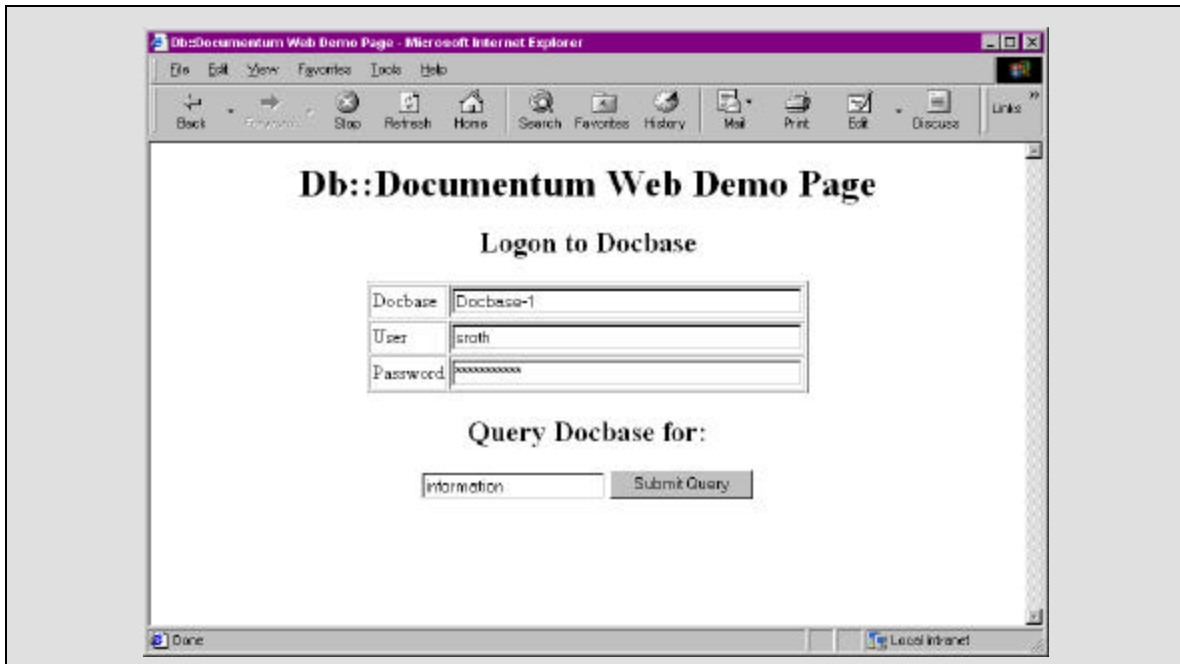 Db::Documentum Web Demo Page - Microsoft Internet Explorer
File Edit View Favorites Tools Help
Back Forward Stop Refresh Home Search Favorites History Mail Print Edit Discuss Links »
Db::Documentum Web Demo Page
Logon to Docbase
Docbase Docbase-1
User sroth
Password ***********
Query Docbase for:
information Submit Query
Done Local intranet